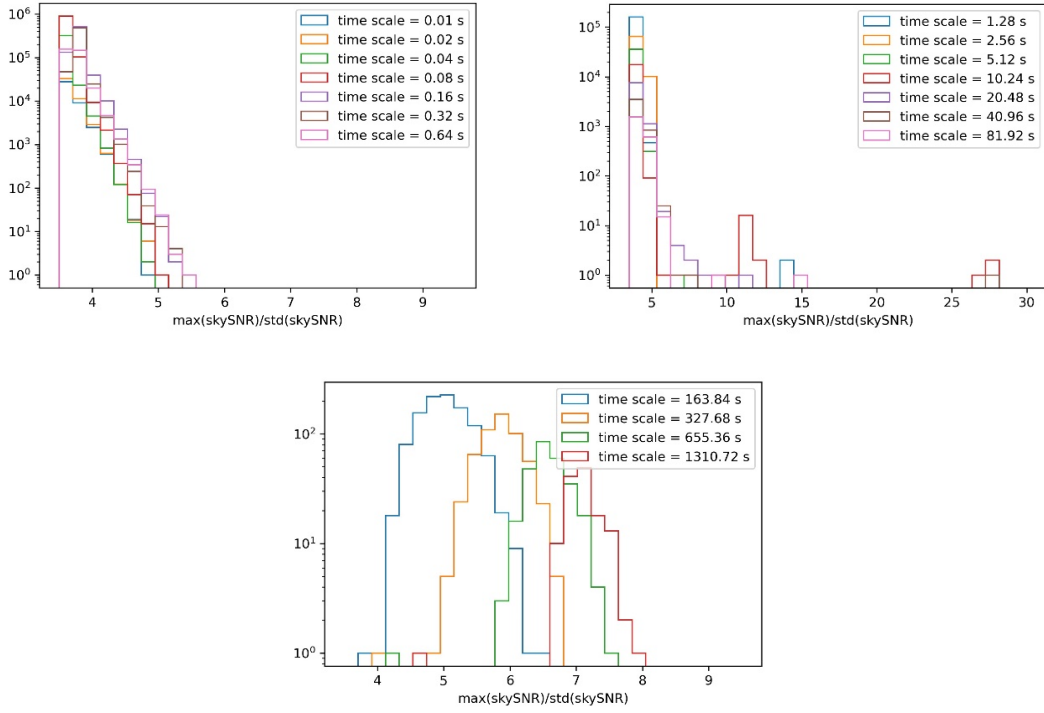 10⁶
10⁵
10⁴
10³
10²
10¹
10⁰
time scale = 0.01 s
time scale = 0.02 s
time scale = 0.04 s
time scale = 0.08 s
time scale = 0.16 s
time scale = 0.32 s
time scale = 0.64 s
4 5 6 7 8 9
max(skySNR)/std(skySNR)
10⁵
10⁴
10³
10²
10¹
10⁰
time scale = 1.28 s
time scale = 2.56 s
time scale = 5.12 s
time scale = 10.24 s
time scale = 20.48 s
time scale = 40.96 s
time scale = 81.92 s
5 10 15 20 25 30
max(skySNR)/std(skySNR)
10²
10¹
10⁰
time scale = 163.84 s
time scale = 327.68 s
time scale = 655.36 s
time scale = 1310.72 s
4 5 6 7 8 9
max(skySNR)/std(skySNR)